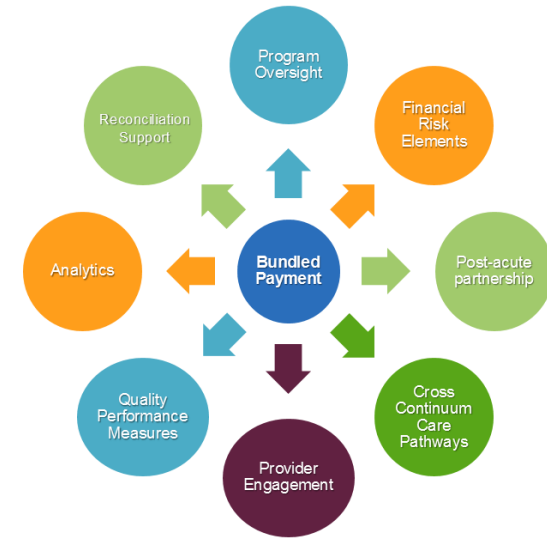 Program
Oversight
Financial
Risk
Elements
Reconciliation
Support
Analytics
Bundled
Payment
Post-acute
partnership
Quality
Performance
Measures
Cross
Continuum
Care
Pathways
Provider
Engagement